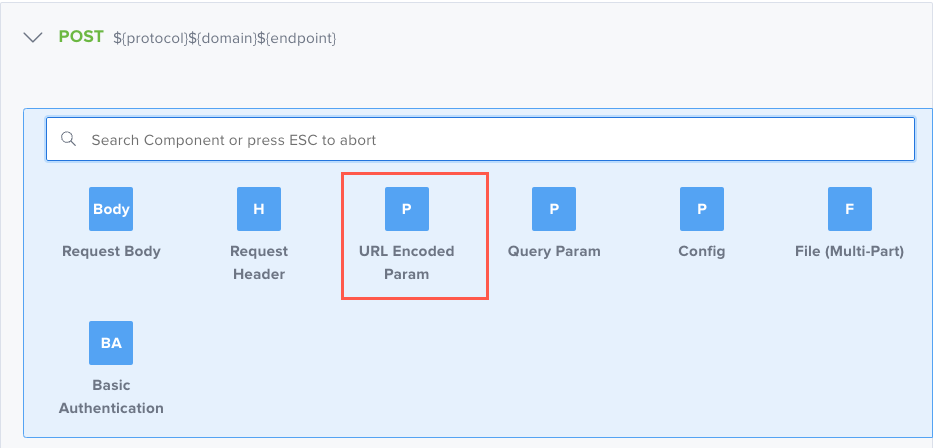 POST ${protocol}${domain}${endpoint}
Search Component or press ESC to abort
Body
Request Body
H
Request
Header
P
URL Encoded
Param
P
Query Param
P
Config
F
File (Multi-Part)
BA
Basic
Authentication